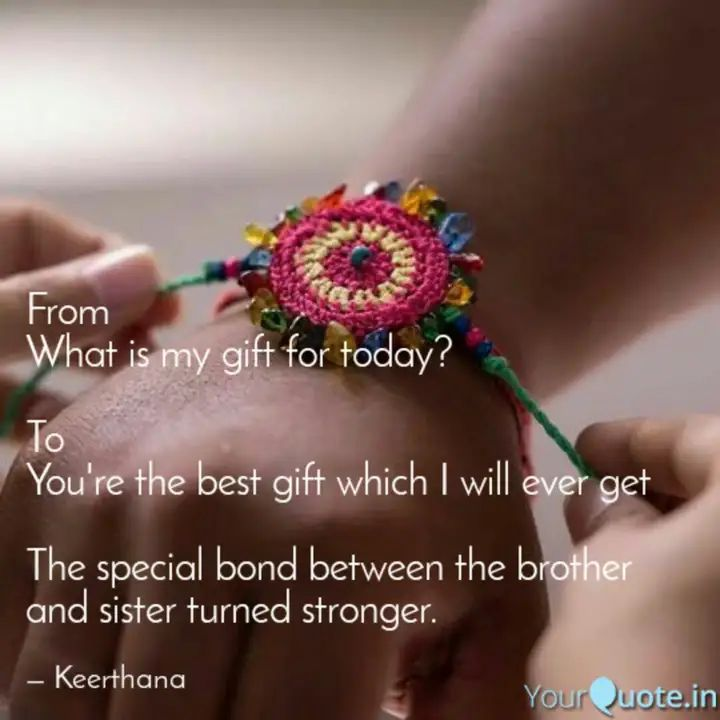 From
What is my gift for today?
To
You're the best gift which I will ever get
The special bond between the brother
and sister turned stronger.
– Keerthana
YourQuote.in